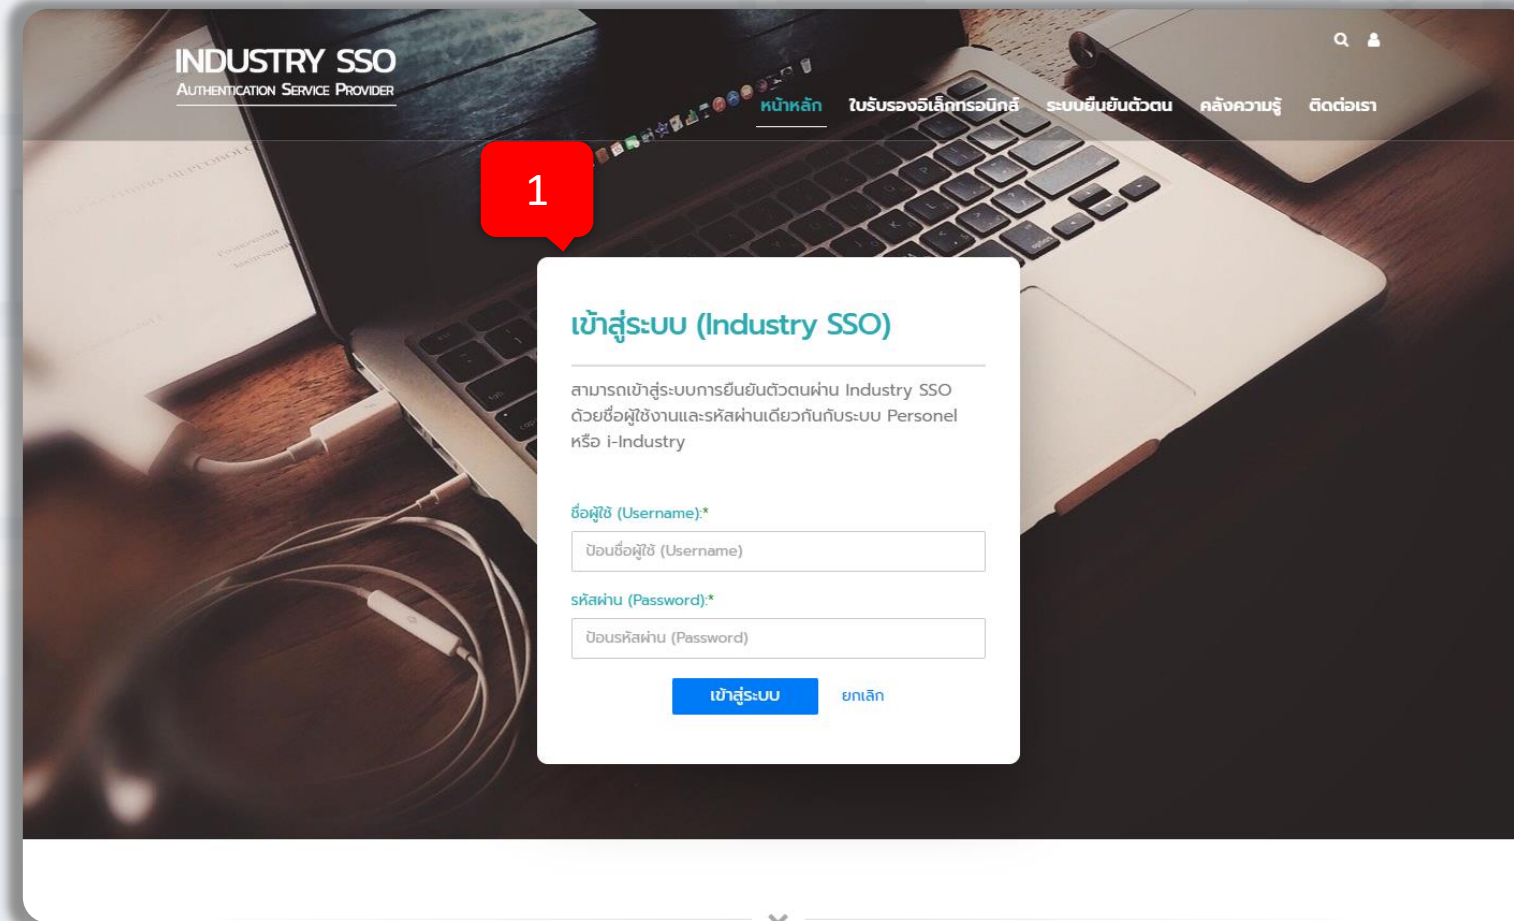 INDUSTRY SSO
AUTHENTICATION SERVICE PROVIDER
หน้าหลัก ใบรับรองอิเล็กทรอนิกส์ ระบบยืนยันตัวตน คลังความรู้ ติดต่อเรา
1
เข้าสู่ระบบ (Industry SSO)
สามารถเข้าสู่ระบบการยืนยันตัวตนผ่าน Industry SSO
ด้วยชื่อผู้ใช้งานและรหัสผ่านเดียวกันกับระบบ Personel
หรือ i-Industry
ชื่อผู้ใช้ (Username):*
ป้อนชื่อผู้ใช้ (Username)
รหัสผ่าน (Password):*
ป้อนรหัสผ่าน (Password)
เข้าสู่ระบบ ยกเลิก